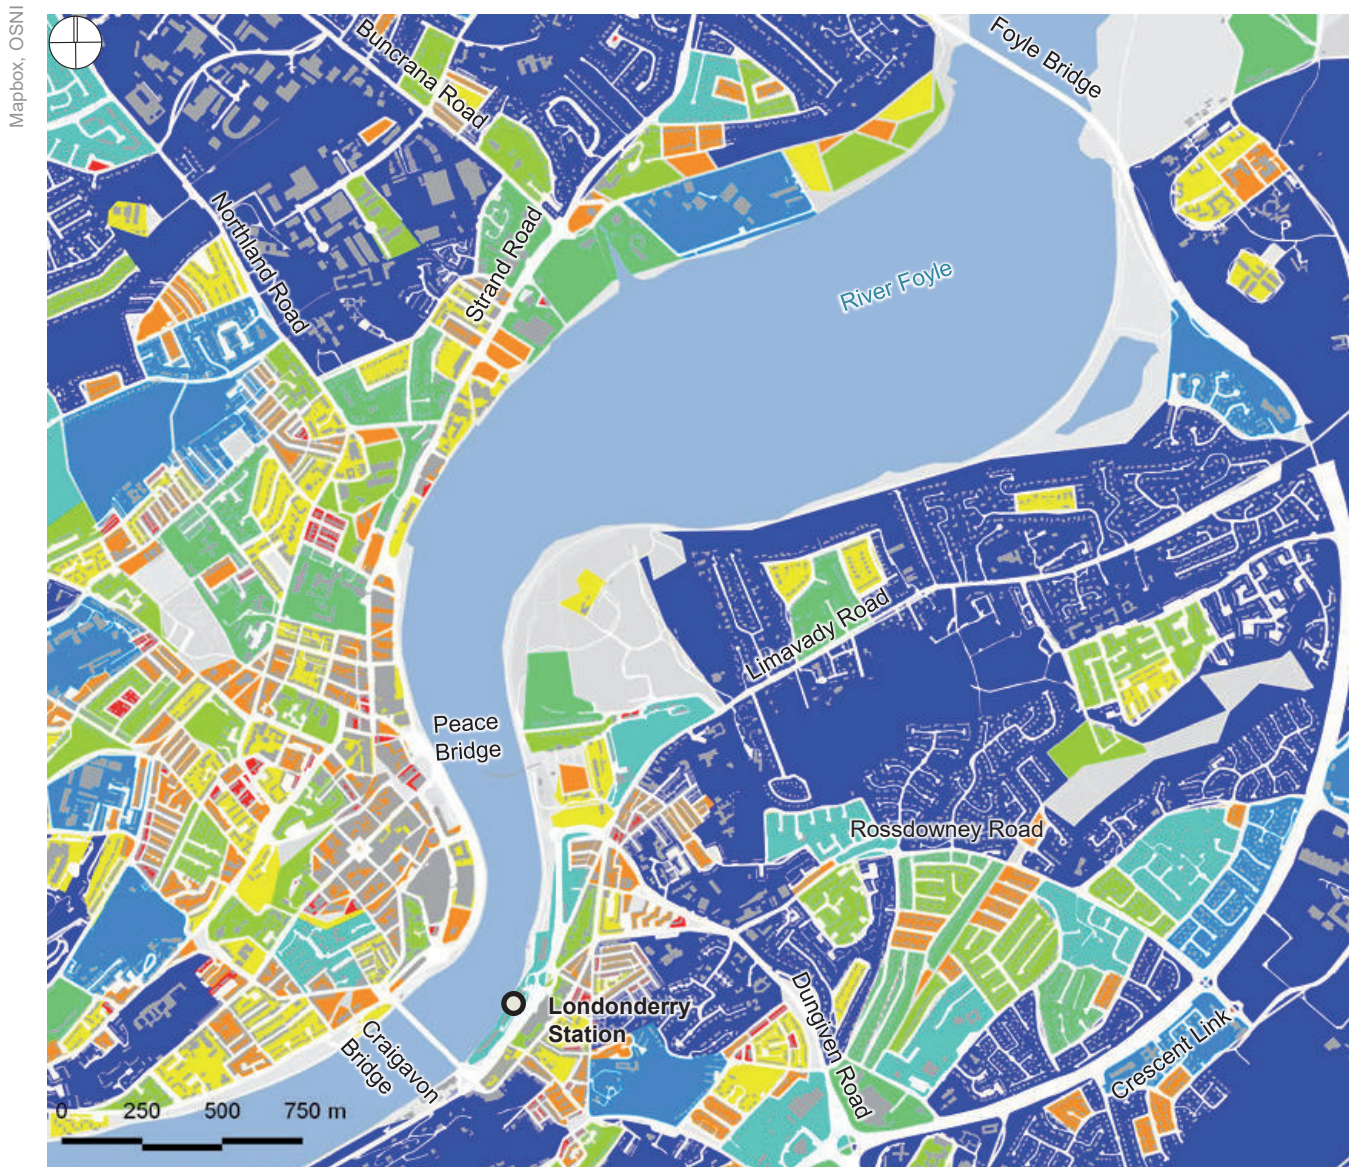 Mapbox, OSNI
Buncrana Road
Foyle Bridge
Northland Road
Strand Road
River Foyle
Limavady Road
Peace
Bridge
Rossdowney Road
Londonderry
Station
Dungiven Road
Craigavon
Bridge
Crescent Link
0 250 500 750 m